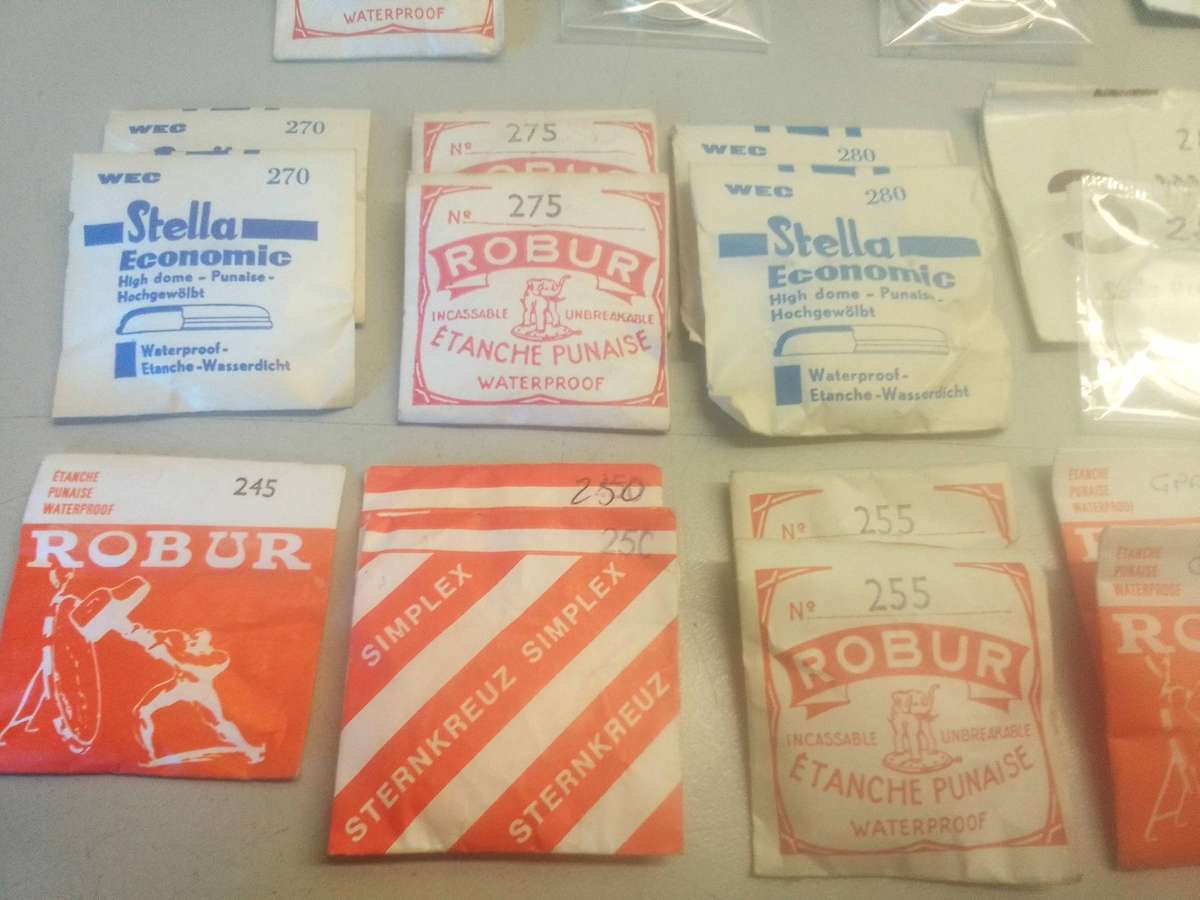 WATERPROOF
WEC 270
WEC 270
Stella
Economic
High dome - Punaise-
Hochgewölbt
Waterproof-
Etanche-Wasserdicht
Nº 275
Nº 275
ROBUR
INCASSABLE UNBREAKABLE
ÉTANCHE PUNAISE
WATERPROOF
WEC 280
WEC 280
Stella
Economic
High dome - Punaise-
Hochgewölbt
Waterproof-
Etanche-Wasserdicht
ÉTANCHE
PUNAISE
WATERPROOF
245
ROBUR
250
SIMPLEX
STERNKREUZ SIMPLEX
STERNKREUZ
Nº 255
Nº 255
ROBUR
INCASSABLE UNBREAKABLE
ÉTANCHE PUNAISE
WATERPROOF
ÉTANCHE
PUNAISE
WATERPROOF
ÉTANCHE
PUNAISE
WATERPROOF